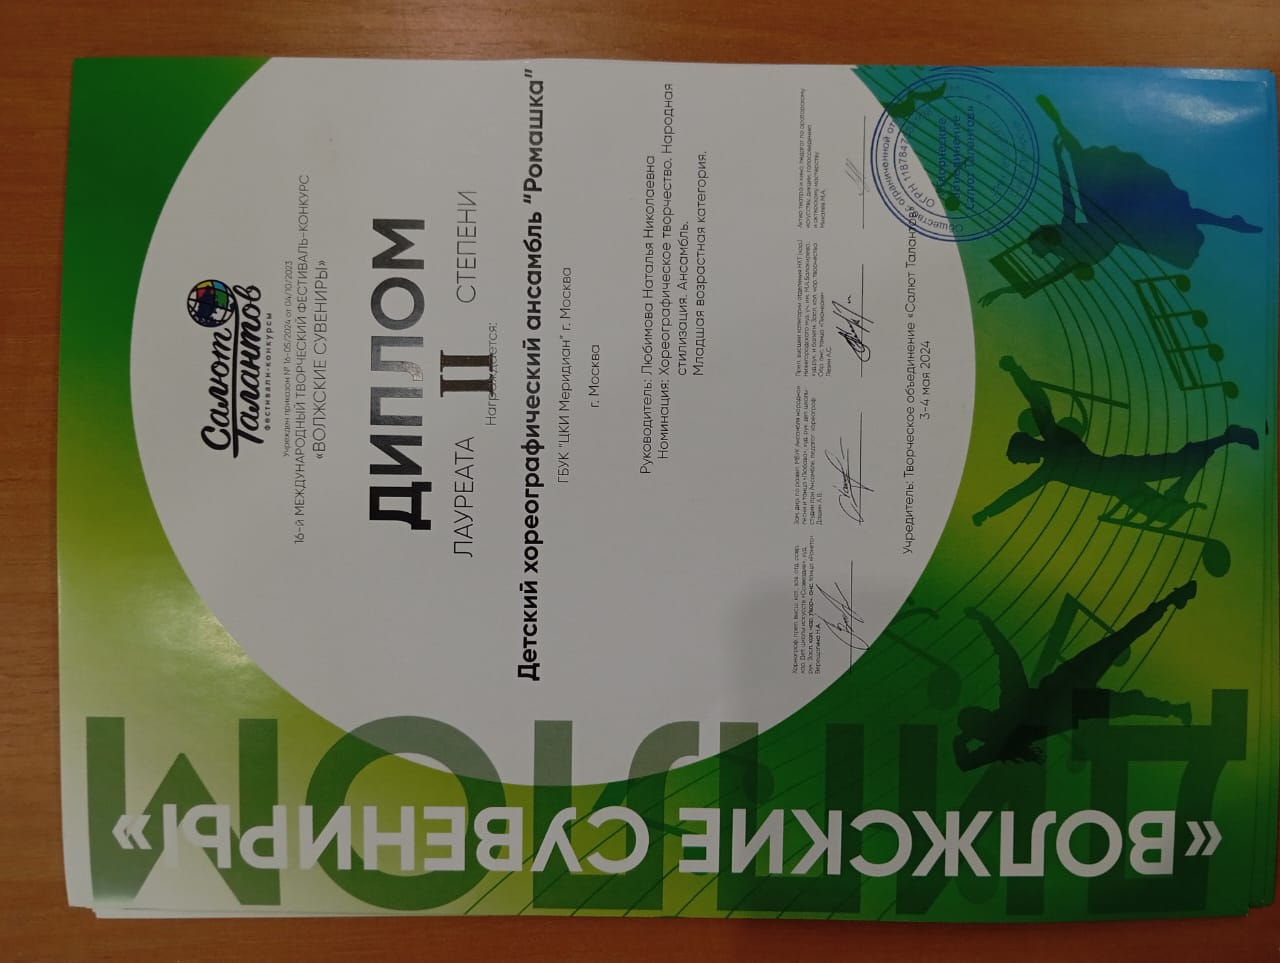 Салют
Талантов
фестивали-конкурсы
Учрежден приказом № 16-05/2024 от 04/10/2023
16-й МЕЖДУНАРОДНЫЙ ТВОРЧЕСКИЙ ФЕСТИВАЛЬ-КОНКУРС
«ВОЛЖСКИЕ СУВЕНИРЫ»
ДИПЛОМ
ЛАУРЕАТА II СТЕПЕНИ
Награждается:
Детский хореографический ансамбль "Ромашка"
ГБУК "ЦКИ Меридиан" г. Москва
г. Москва
Руководитель: Любимова Наталья Николаевна
Номинация: Хореографическое творчество. Народная
стилизация. Ансамбль.
Младшая возрастная категория.
Учредитель: Творческое объединение «Салют Талантов»
3-4 мая 2024
ДИПЛОМ
«ВОЛЖСКИЕ СУВЕНИРЫ»